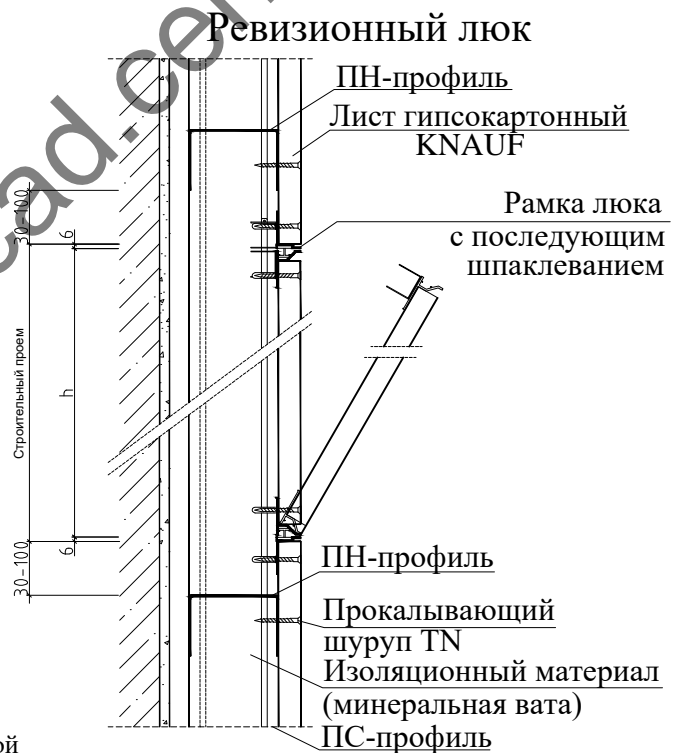 Ревизионный люк
ПН-профиль
Лист гипсокартонный
KNAUF
Рамка люка
с последующим
шпаклеванием
30-100
6
Строительный проем
h
6
30-100
ПН-профиль
Прокалывающий
шуруп TN
Изоляционный материал
(минеральная вата)
ПС-профиль